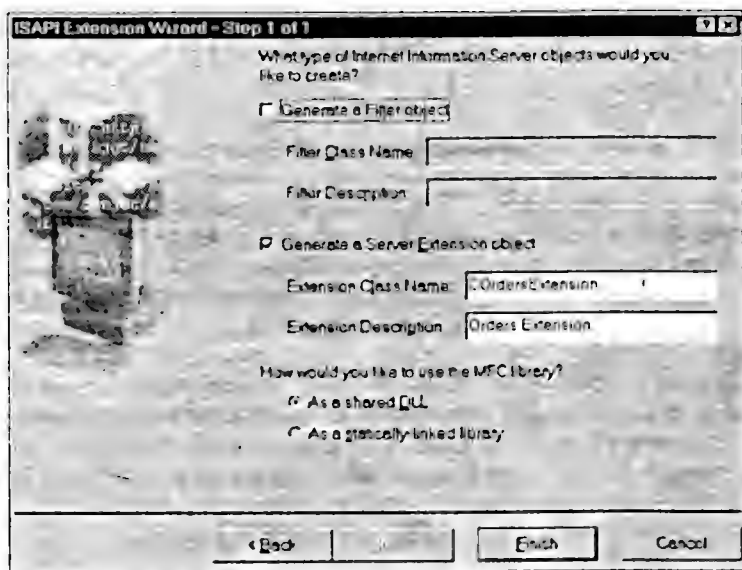 ISAPI Extension Wizard - Step 1 of 1
What type of Internet Information Server objects would you
like to create?
Generate a Filter object
Filter Class Name
Filter Description
Generate a Server Extension object
Extension Class Name: COrdersExtension
Extension Description: Orders Extension
How would you like to use the MFC library?
As a shared DLL
As a statically-linked library
< Back
Finish
Cancel